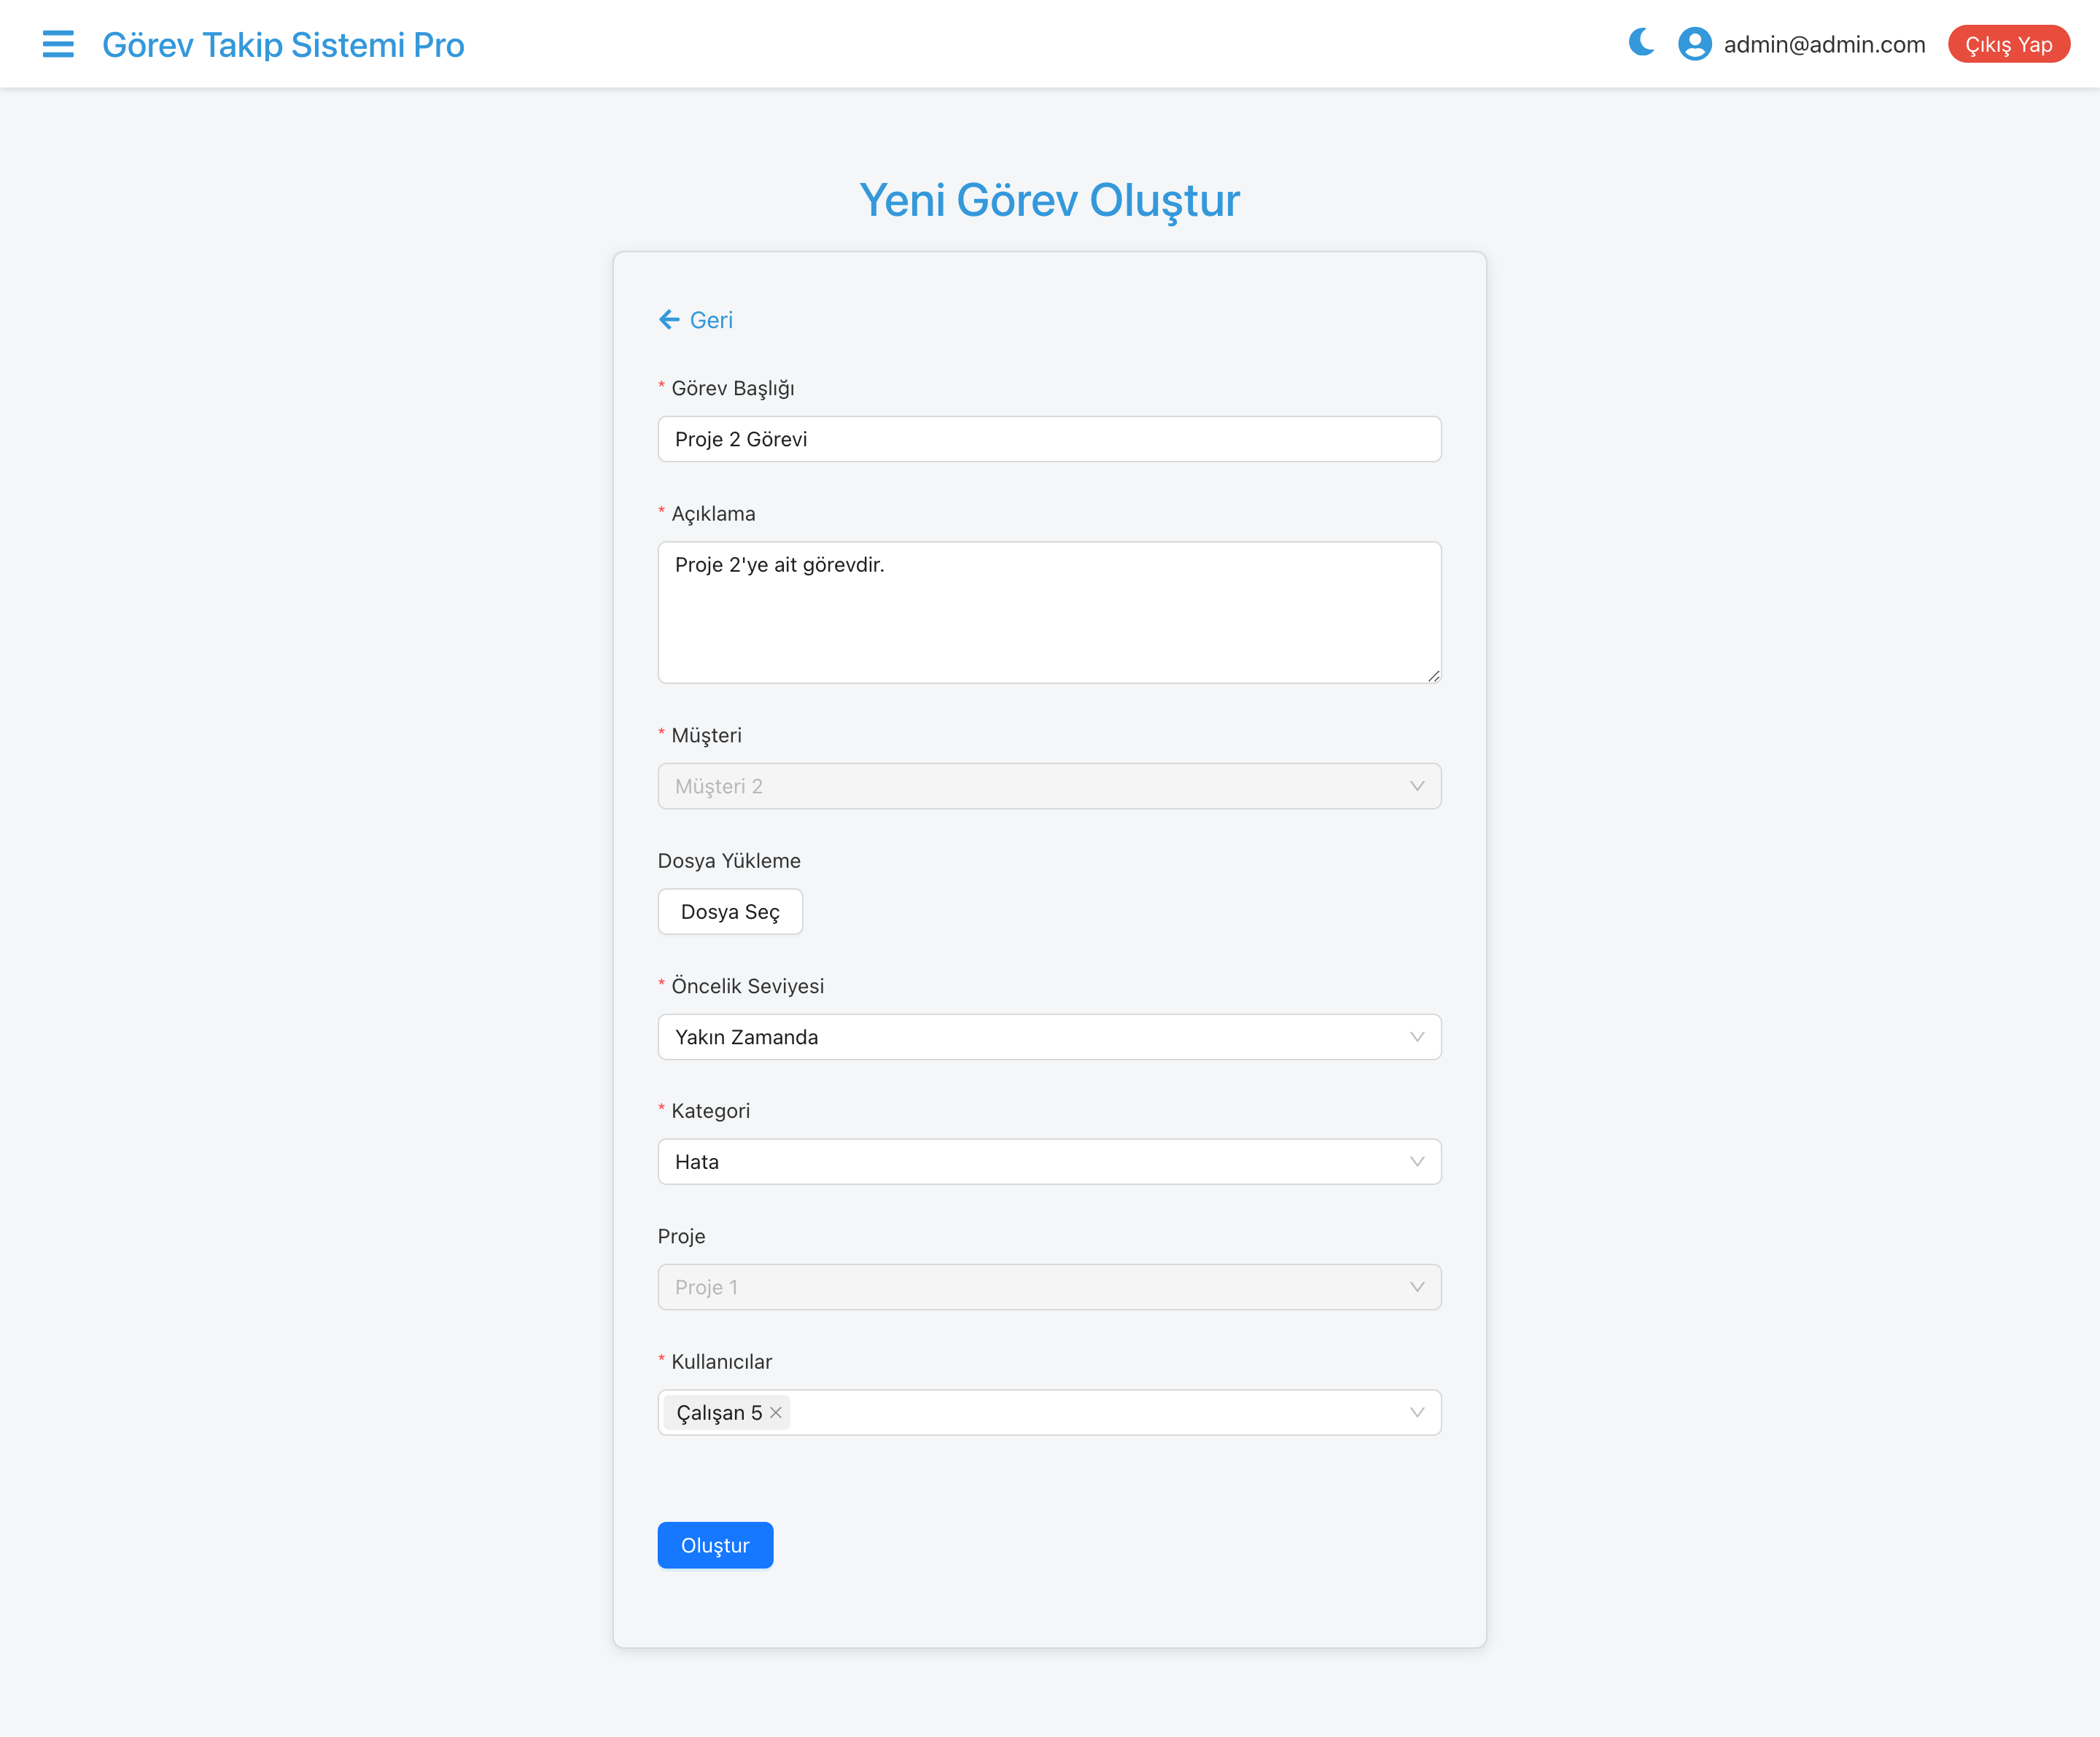 Görev Takip Sistemi Pro
admin@admin.com
Çıkış Yap
Yeni Görev Oluştur
Geri
* Görev Başlığı
Proje 2 Görevi
* Açıklama
Proje 2'ye ait görevdir.
* Müşteri
Müşteri 2
Dosya Yükleme
Dosya Seç
* Öncelik Seviyesi
Yakın Zamanda
* Kategori
Hata
Proje
Proje 1
* Kullanıcılar
Çalışan 5
Oluştur